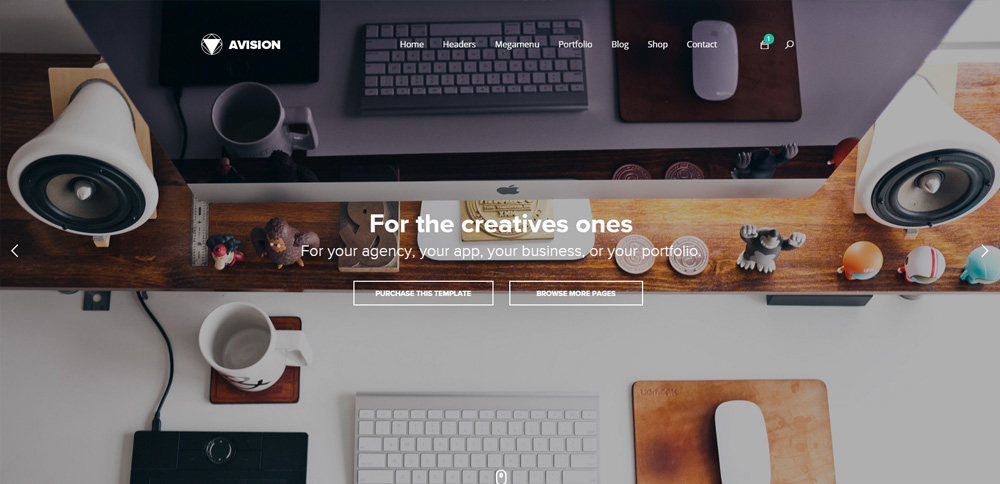 AVISION
Home Headers Megamenu Portfolio Blog Shop Contact
1
For the creatives ones
For your agency, your app, your business, or your portfolio.
PURCHASE THIS TEMPLATE
BROWSE MORE PAGES